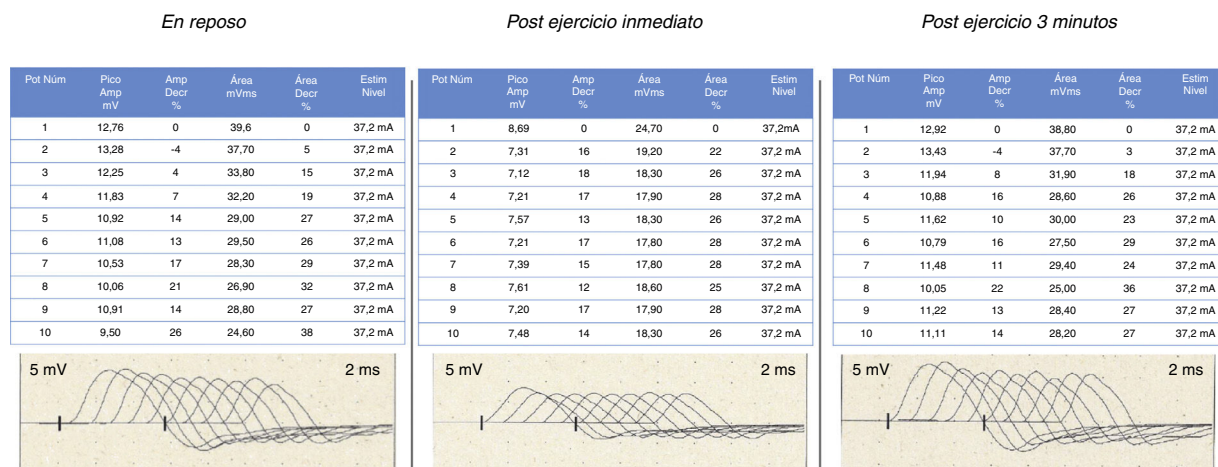 En reposo
Pot Núm Pico Amp mV Amp Decr % Área mVms Área Decr % Estim Nivel
1 12,76 0 39,6 0 37,2 mA
2 13,28 -4 37,70 5 37,2 mA
3 12,25 4 33,80 15 37,2 mA
4 11,83 7 32,20 19 37,2 mA
5 10,92 14 29,00 27 37,2 mA
6 11,08 13 29,50 26 37,2 mA
7 10,53 17 28,30 29 37,2 mA
8 10,06 21 26,90 32 37,2 mA
9 10,91 14 28,80 27 37,2 mA
10 9,50 26 24,60 38 37,2 mA
5 mV 2 ms
Post ejercicio inmediato
Pot Núm Pico Amp mV Amp Decr % Área mVms Área Decr % Estim Nivel
1 8,69 0 24,70 0 37,2mA
2 7,31 16 19,20 22 37,2 mA
3 7,12 18 18,30 26 37,2 mA
4 7,21 17 17,90 28 37,2 mA
5 7,57 13 18,30 26 37,2 mA
6 7,21 17 17,80 28 37,2 mA
7 7,39 15 17,80 28 37,2 mA
8 7,61 12 18,60 25 37,2 mA
9 7,20 17 17,90 28 37,2 mA
10 7,48 14 18,30 26 37,2 mA
5 mV 2 ms
Post ejercicio 3 minutos
Pot Núm Pico Amp mV Amp Decr % Área mVms Área Decr % Estim Nivel
1 12,92 0 38,80 0 37,2 mA
2 13,43 -4 37,70 3 37,2 mA
3 11,94 8 31,90 18 37,2 mA
4 10,88 16 28,60 26 37,2 mA
5 11,62 10 30,00 23 37,2 mA
6 10,79 16 27,50 29 37,2 mA
7 11,48 11 29,40 24 37,2 mA
8 10,05 22 25,00 36 37,2 mA
9 11,22 13 28,40 27 37,2 mA
10 11,11 14 28,20 27 37,2 mA
5 mV 2 ms